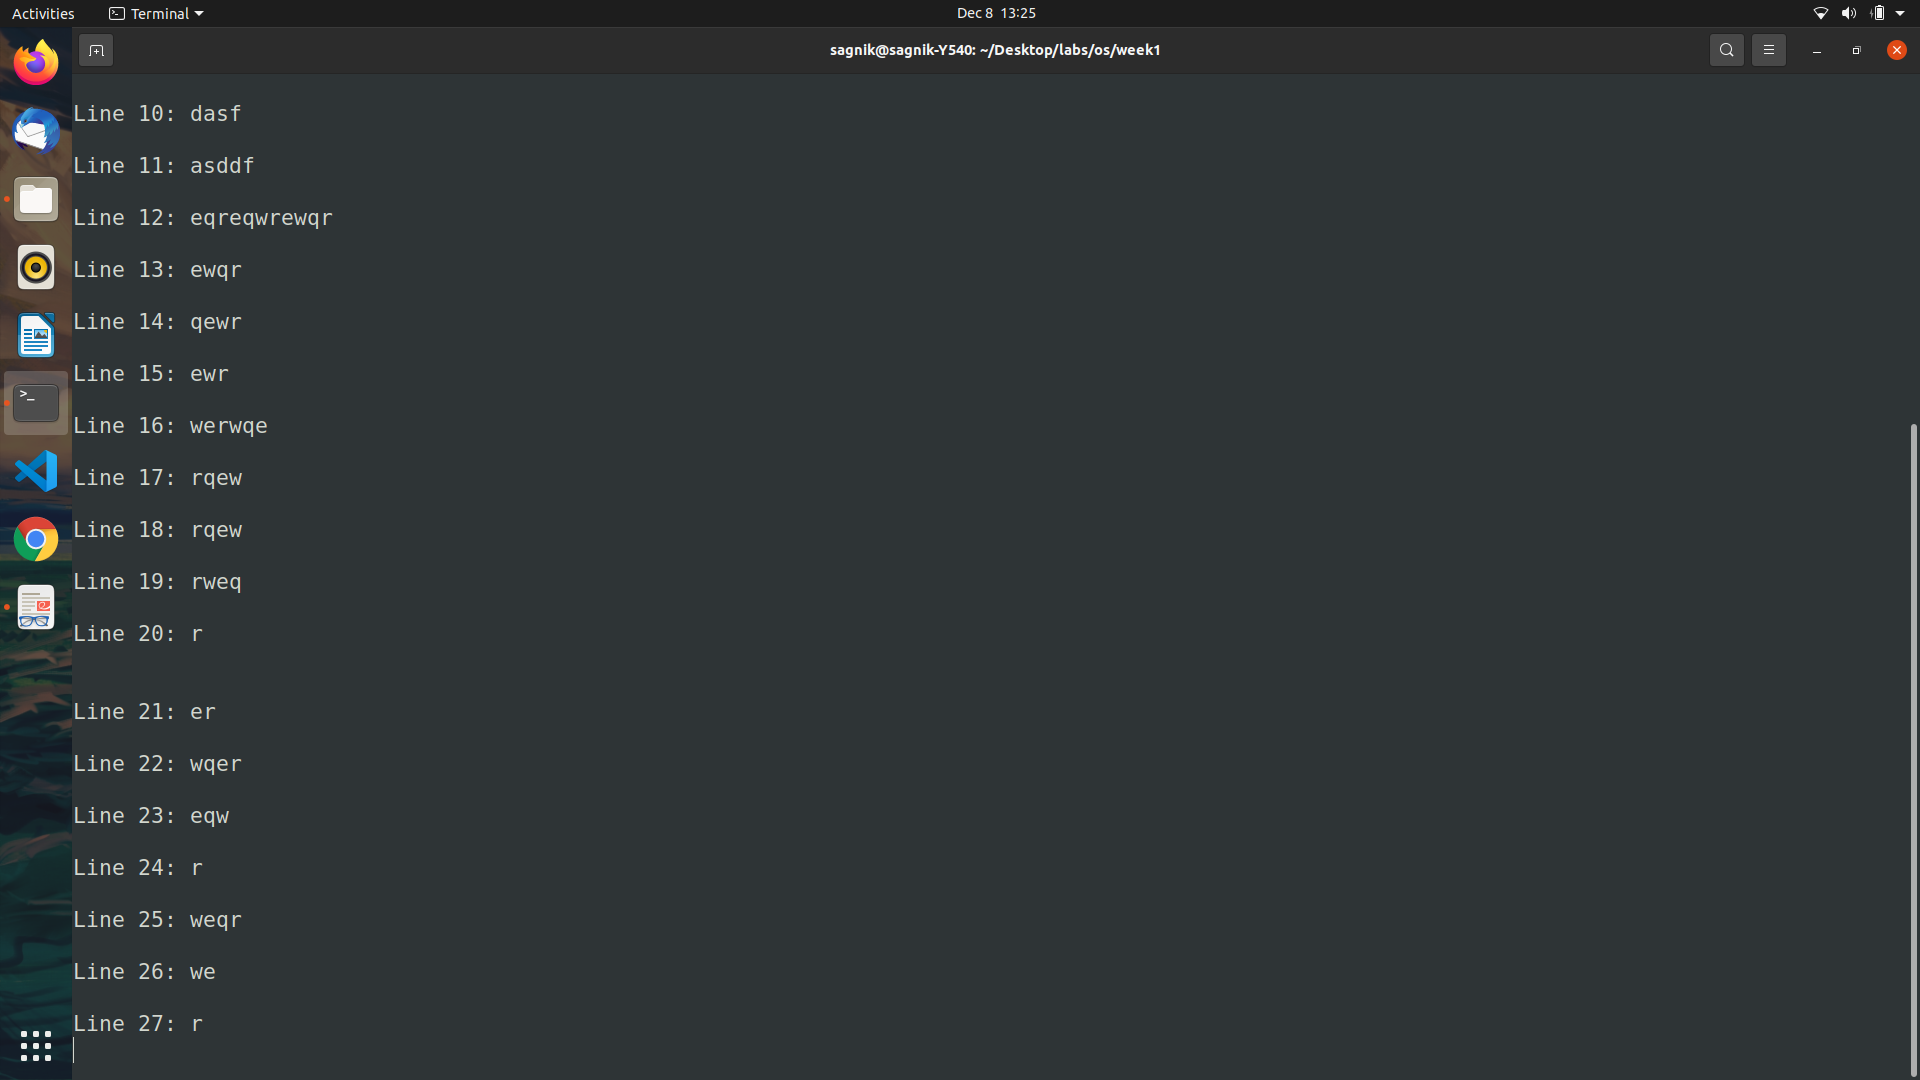 Activities
Terminal
Dec 8 13:25
sagnik@sagnik-Y540: ~/Desktop/labs/os/week1
Line 10: dasf
Line 11: asddf
Line 12: eqreqwrewqr
Line 13: ewqr
Line 14: qewr
Line 15: ewr
Line 16: werwqe
Line 17: rqew
Line 18: rqew
Line 19: rweq
Line 20: r
Line 21: er
Line 22: wqer
Line 23: eqw
Line 24: r
Line 25: weqr
Line 26: we
Line 27: r